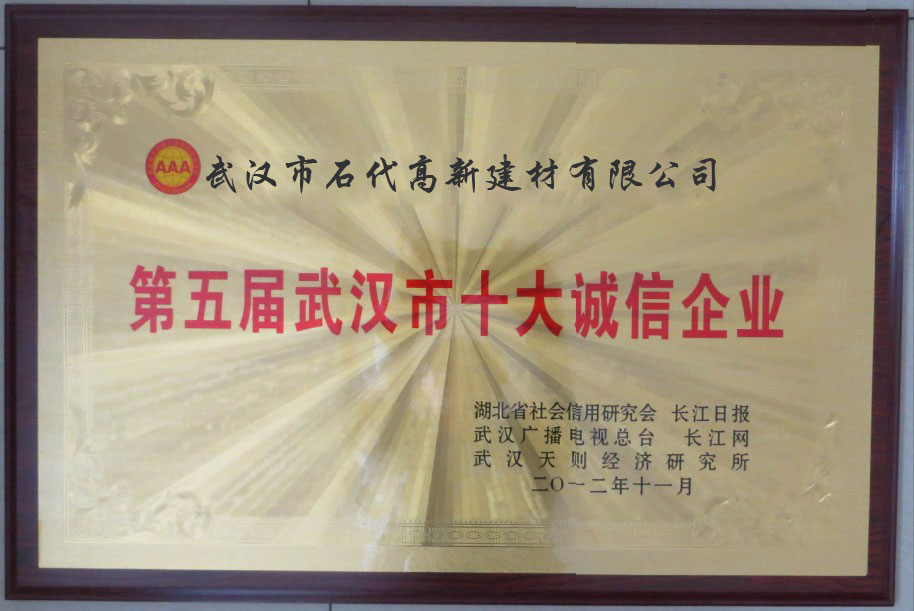 AAA 武汉市石代高新建材有限公司
第五届武汉市十大诚信企业
湖北省社会信用研究会 长江日报
武汉广播电视总台 长江网
武汉天则经济研究所
二〇一二年十一月